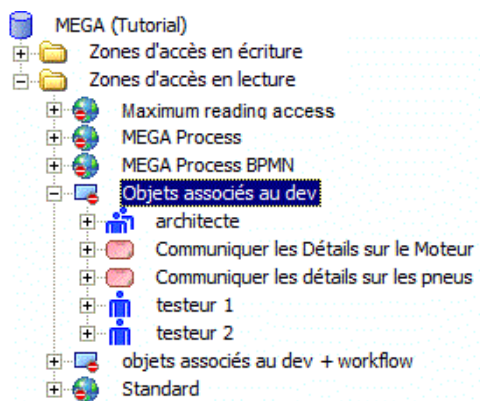 MEGA (Tutorial)
Zones d'accès en écriture
Zones d'accès en lecture
Maximum reading access
MEGA Process
MEGA Process BPMN
Objets associés au dev
architecte
Communiquer les Détails sur le Moteur
Communiquer les détails sur les pneus
testeur 1
testeur 2
objets associés au dev + workflow
Standard